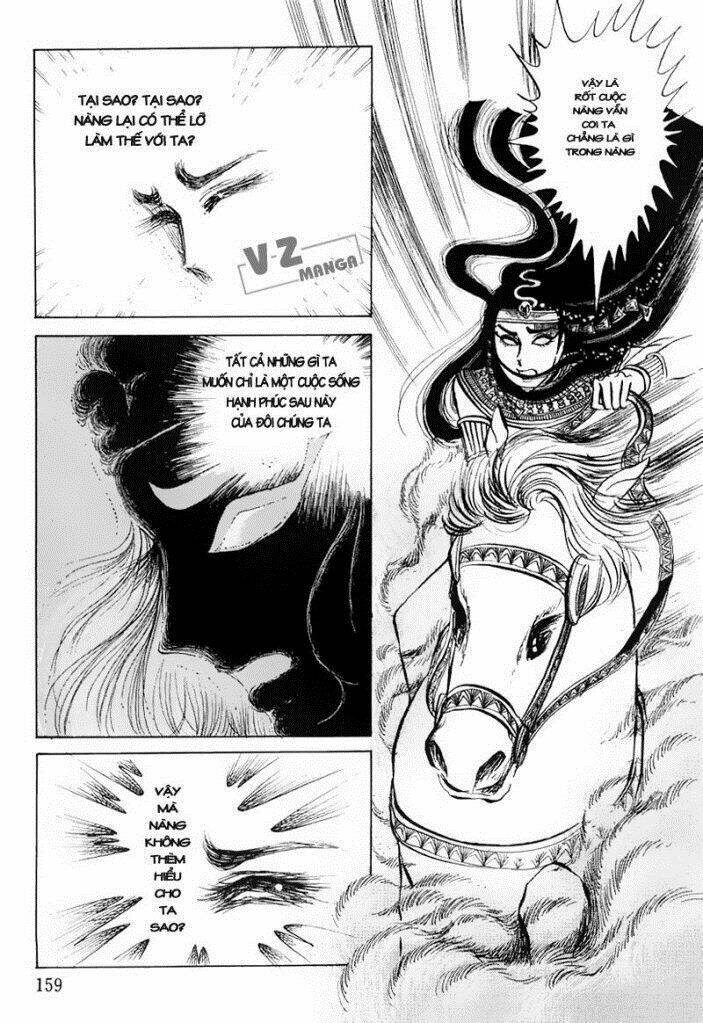 VẬY LÀ
RỐT CUỘC
NÀNG VẪN
COI TA
CHẲNG LÀ GÌ
TRONG NÀNG
TẠI SAO? TẠI SAO?
NÀNG LẠI CÓ THỂ LỠ
LÀM THẾ VỚI TA?
V-Z
MANGA
TẤT CẢ NHỮNG GÌ TA
MUỐN CHỈ LÀ MỘT CUỘC SỐNG
HẠNH PHÚC SAU NÀY
CỦA ĐÔI CHÚNG TA
VẬY
MÀ
NÀNG
KHÔNG
THÈM
HIỂU
CHO
TA
SAO?
159